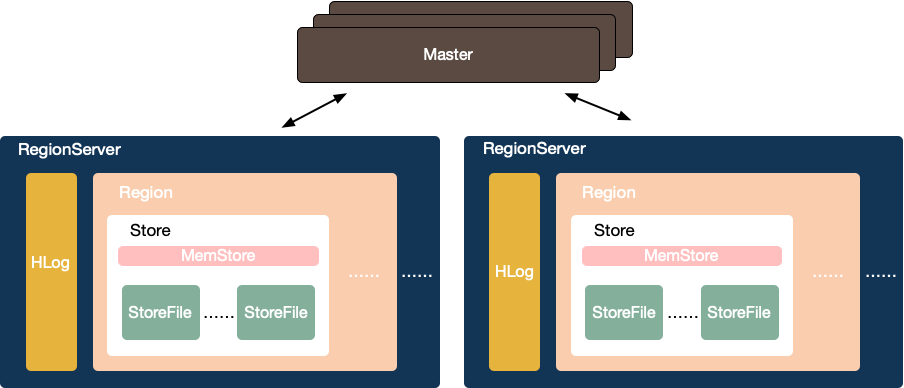 Master
RegionServer
RegionServer
Region
Region
Store
Store
MemStore
MemStore
HLog
......
......
HLog
......
......
StoreFile
......
StoreFile
StoreFile
......
StoreFile